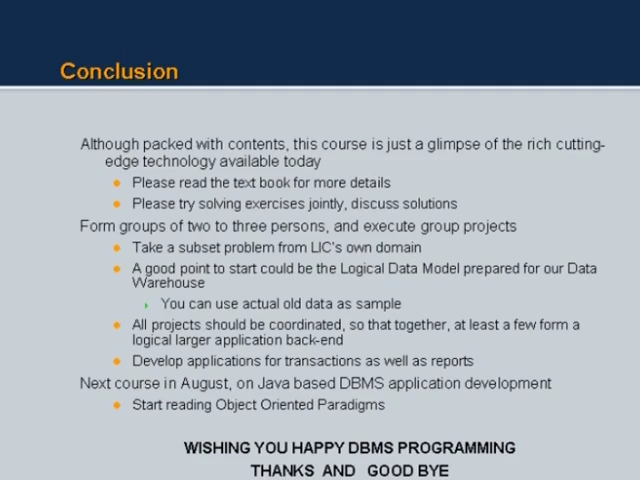 Conclusion
Although packed with contents, this course is just a glimpse of the rich cutting-
edge technology available today
Please read the text book for more details
Please try solving exercises jointly, discuss solutions
Form groups of two to three persons, and execute group projects
Take a subset problem from LIC's own domain
A good point to start could be the Logical Data Model prepared for our Data
Warehouse
You can use actual old data as sample
All projects should be coordinated, so that together, at least a few form a
logical larger application back-end
Develop applications for transactions as well as reports
Next course in August, on Java based DBMS application development
Start reading Object Oriented Paradigms
WISHING YOU HAPPY DBMS PROGRAMMING
THANKS AND GOOD BYE